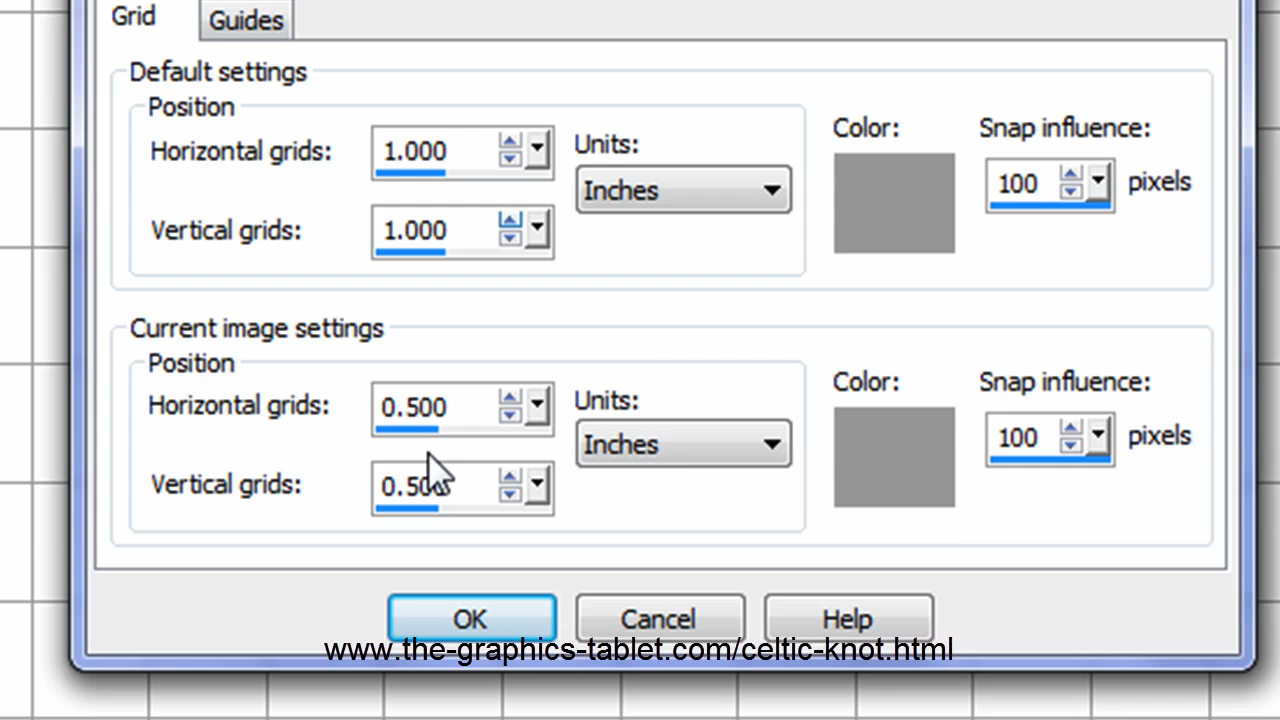 Grid Guides
Default settings
Position
Horizontal grids: 1.000
Units:
Inches
Vertical grids: 1.000
Color:
Snap influence:
100 pixels
Current image settings
Position
Horizontal grids: 0.500
Units:
Inches
Vertical grids:
Color:
Snap influence:
100 pixels
OK Cancel Help
www.the-graphics-tablet.com/celtic-knot.html